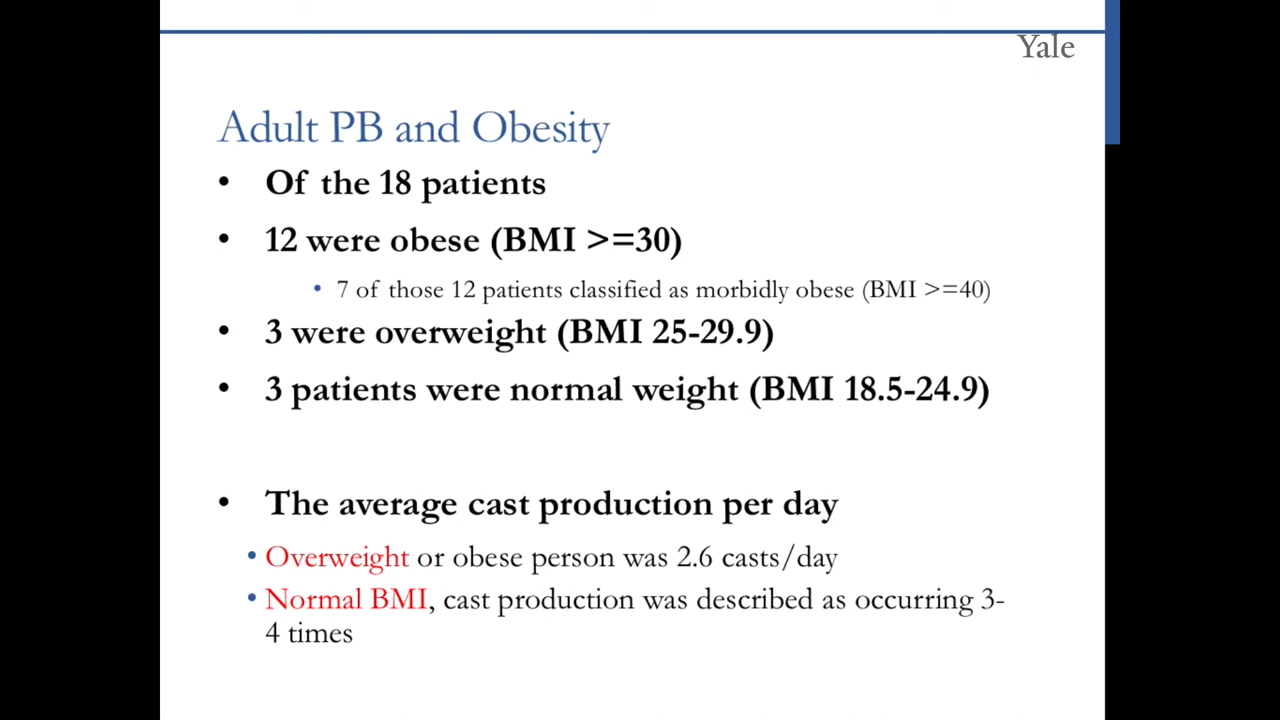 Yale
Adult PB and Obesity
• Of the 18 patients
• 12 were obese (BMI >=30)
• 7 of those 12 patients classified as morbidly obese (BMI >=40)
• 3 were overweight (BMI 25-29.9)
• 3 patients were normal weight (BMI 18.5-24.9)
• The average cast production per day
• Overweight or obese person was 2.6 casts/day
• Normal BMI, cast production was described as occurring 3-
4 times